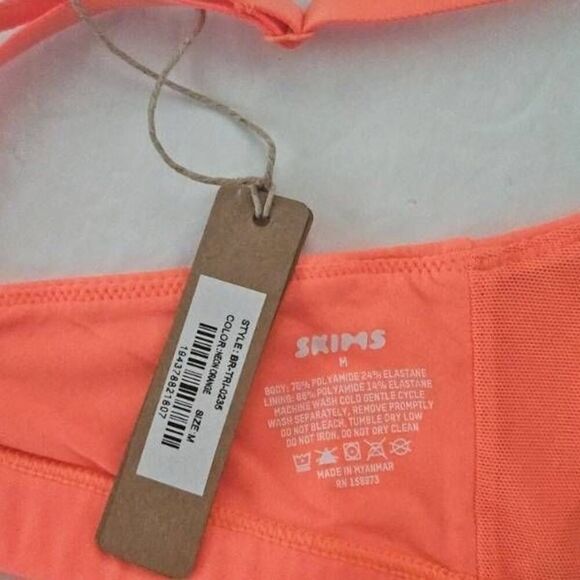 STYLE: BR-TRI-0235
COLOR: NEON ORANGE
SIZE: M
194378821807
SKIMS
M
BODY: 76% POLYAMIDE 24% ELASTANE
LINING: 86% POLYAMIDE 14% ELASTANE
MACHINE WASH COLD GENTLE CYCLE
WASH SEPARATELY, REMOVE PROMPTLY
DO NOT BLEACH, TUMBLE DRY LOW
DO NOT IRON, DO NOT DRY CLEAN
MADE IN MYANMAR
RN 158973